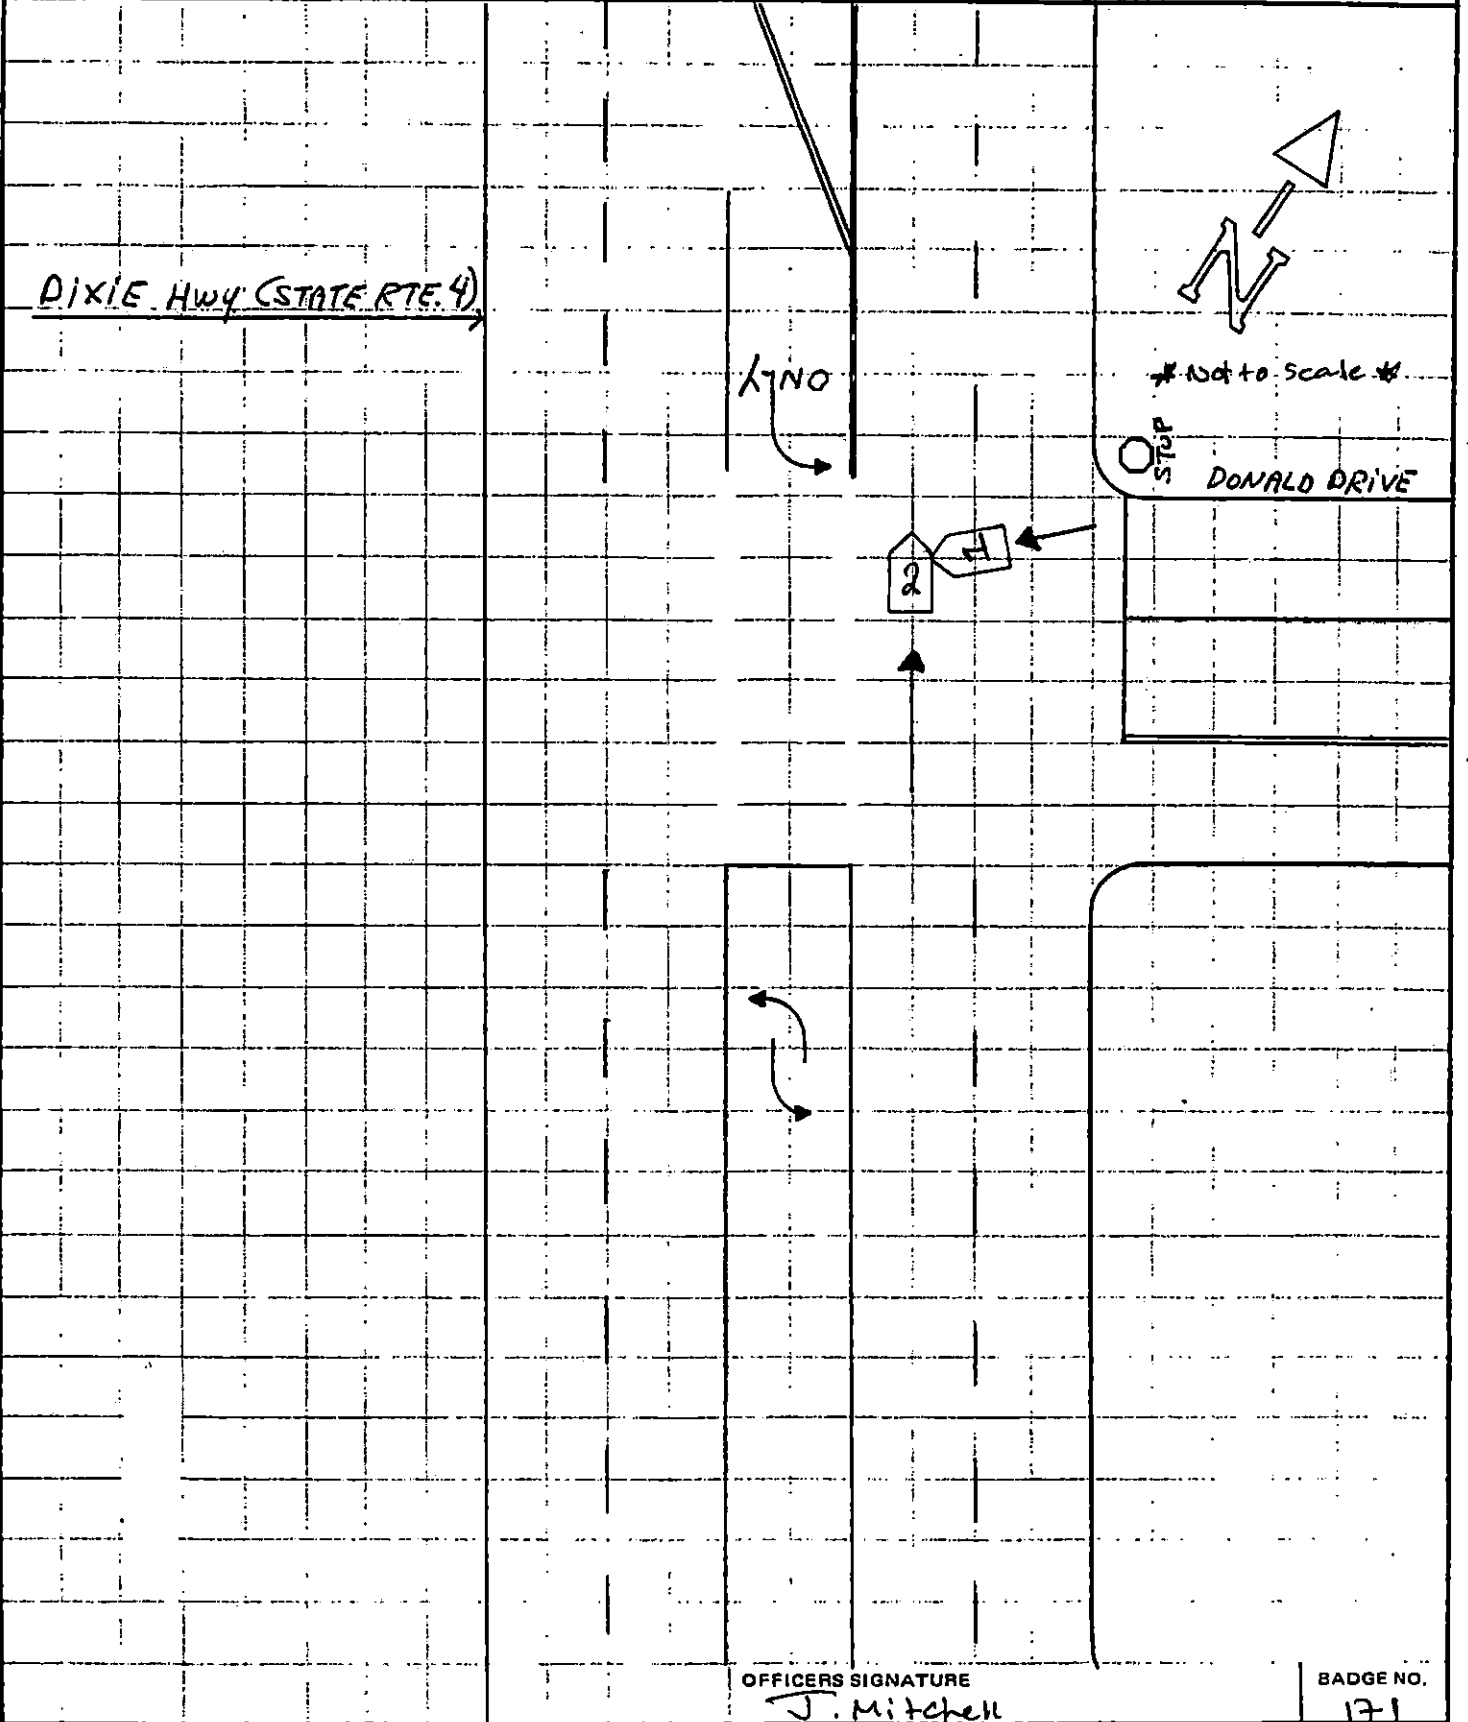 N
DIXIE HWY (STATE RTE. 4)
ONLY
* Not to scale *
STOP
DONALD DRIVE
1
2
OFFICERS SIGNATURE
J. Mitchell
BADGE NO.
171